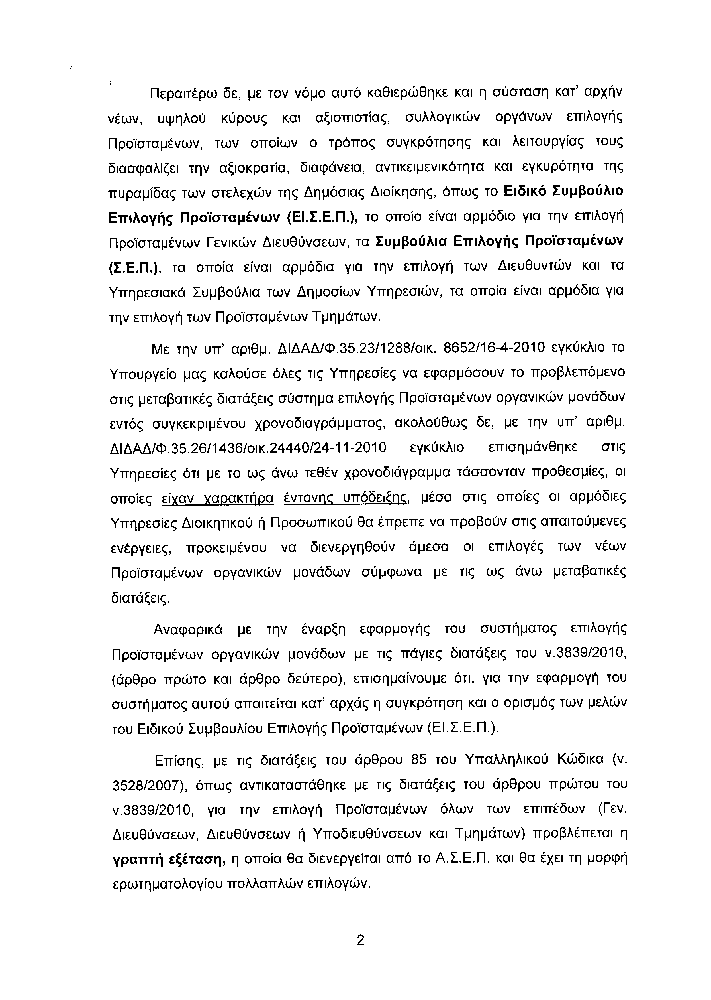 Περαιτέρω δε, με τον νόμο αυτό καθιερώθηκε και η σύσταση κατ’ αρχήν
νέων, υψηλού κύρους και αξιοπιστίας, συλλογικών οργάνων επιλογής
Προϊσταμένων, των οποίων ο τρόπος συγκρότησης και λειτουργίας τους
διασφαλίζει την αξιοκρατία, διαφάνεια, αντικειμενικότητα και εγκυρότητα της
πυραμίδας των στελεχών της Δημόσιας Διοίκησης, όπως το Ειδικό Συμβούλιο
Επιλογής Προϊσταμένων (ΕΙ.Σ.Ε.Π.), το οποίο είναι αρμόδιο για την επιλογή
Προϊσταμένων Γενικών Διευθύνσεων, τα Συμβούλια Επιλογής Προϊσταμένων
(Σ.Ε.Π.), τα οποία είναι αρμόδια για την επιλογή των Διευθυντών και τα
Υπηρεσιακά Συμβούλια των Δημοσίων Υπηρεσιών, τα οποία είναι αρμόδια για
την επιλογή των Προϊσταμένων Τμημάτων.
Με την υπ’ αριθμ. ΔΙΔΑΔ/Φ.35.23/1288/οικ. 8652/16-4-2010 εγκύκλιο το
Υπουργείο μας καλούσε όλες τις Υπηρεσίες να εφαρμόσουν το προβλεπόμενο
στις μεταβατικές διατάξεις σύστημα επιλογής Προϊσταμένων οργανικών μονάδων
εντός συγκεκριμένου χρονοδιαγράμματος, ακολούθως δε, με την υπ’ αριθμ.
ΔΙΔΑΔ/Φ.35.26/1436/οικ.24440/24-11-2010 εγκύκλιο επισημάνθηκε στις
Υπηρεσίες ότι με το ως άνω τεθέν χρονοδιάγραμμα τάσσονταν προθεσμίες, οι
οποίες είχαν χαρακτήρα έντονης υπόδειξης, μέσα στις οποίες οι αρμόδιες
Υπηρεσίες Διοικητικού ή Προσωπικού θα έπρεπε να προβούν στις απαιτούμενες
ενέργειες, προκειμένου να διενεργηθούν άμεσα οι επιλογές των νέων
Προϊσταμένων οργανικών μονάδων σύμφωνα με τις ως άνω μεταβατικές
διατάξεις.
Αναφορικά με την έναρξη εφαρμογής του συστήματος επιλογής
Προϊσταμένων οργανικών μονάδων με τις πάγιες διατάξεις του ν.3839/2010,
(άρθρο πρώτο και άρθρο δεύτερο), επισημαίνουμε ότι, για την εφαρμογή του
συστήματος αυτού απαιτείται κατ’ αρχάς η συγκρότηση και ο ορισμός των μελών
του Ειδικού Συμβουλίου Επιλογής Προϊσταμένων (ΕΙ.Σ.Ε.Π.).
Επίσης, με τις διατάξεις του άρθρου 85 του Υπαλληλικού Κώδικα (ν.
3528/2007), όπως αντικαταστάθηκε με τις διατάξεις του άρθρου πρώτου του
ν.3839/2010, για την επιλογή Προϊσταμένων όλων των επιπέδων (Γεν.
Διευθύνσεων, Διευθύνσεων ή Υποδιευθύνσεων και Τμημάτων) προβλέπεται η
γραπτή εξέταση, η οποία θα διενεργείται από το Α.Σ.Ε.Π. και θα έχει τη μορφή
ερωτηματολογίου πολλαπλών επιλογών.
2